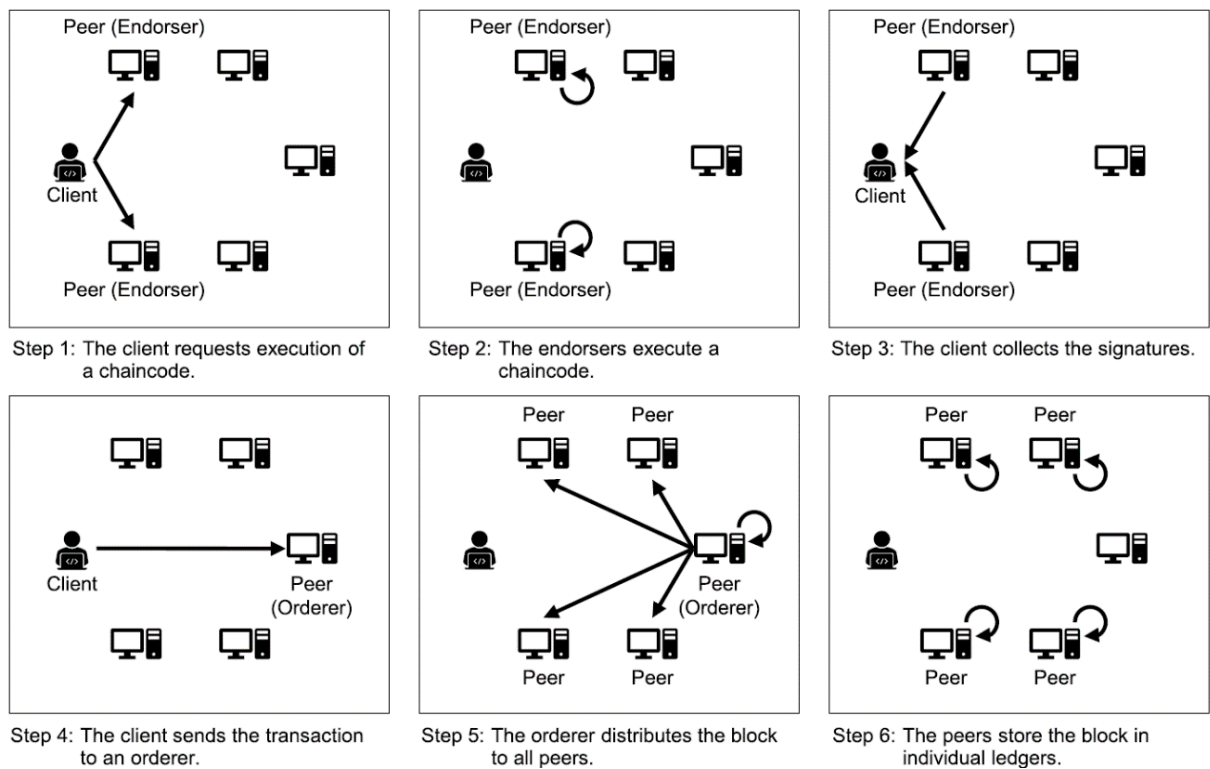 Peer (Endorser)
Client
Peer (Endorser)
Step 1: The client requests execution of
a chaincode.
Peer (Endorser)
Peer (Endorser)
Step 2: The endorsers execute a
chaincode.
Peer (Endorser)
Client
Peer (Endorser)
Step 3: The client collects the signatures.
Client
Peer
(Orderer)
Step 4: The client sends the transaction
to an orderer.
Peer Peer
Peer
(Orderer)
Peer Peer
Step 5: The orderer distributes the block
to all peers.
Peer Peer
Peer Peer
Step 6: The peers store the block in
individual ledgers.